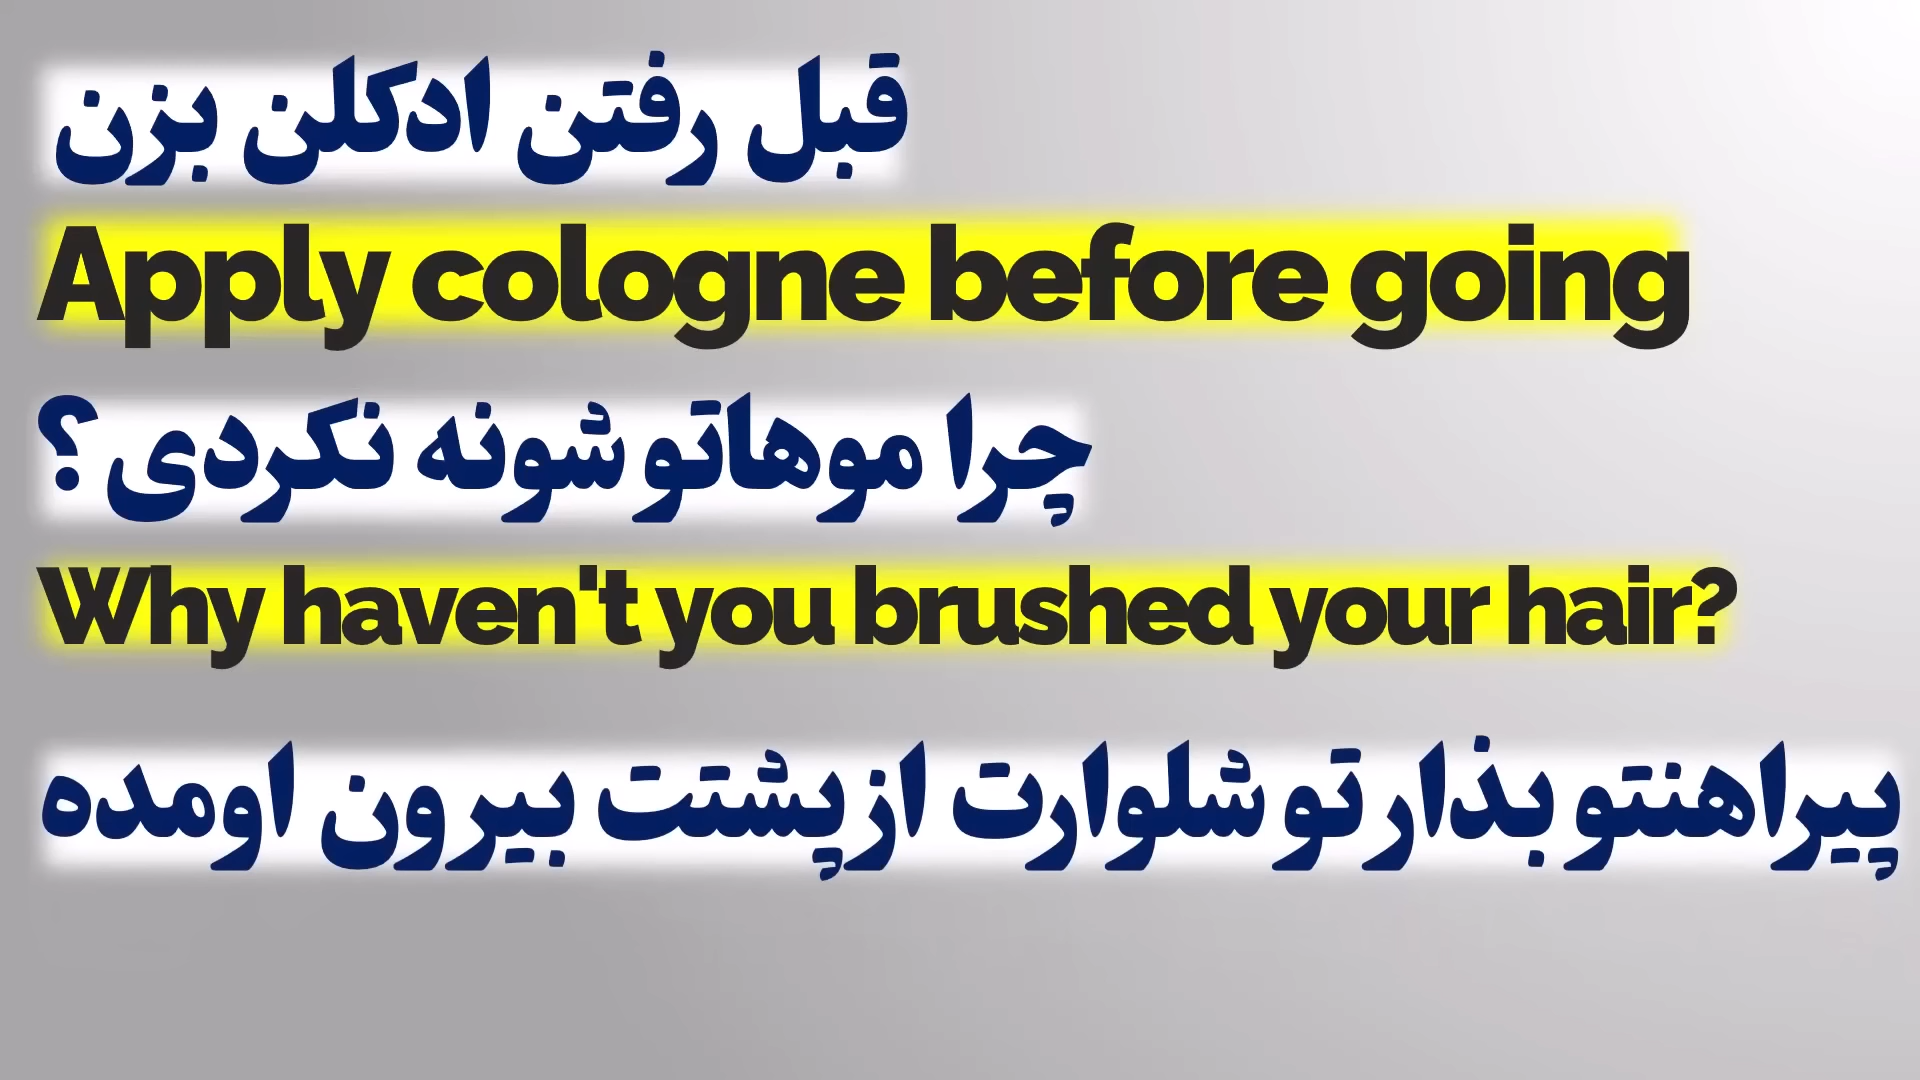 قبل رفتن ادکلن بزن
Apply cologne before going
چرا موهاتو شونه نکردی ؟
Why haven't you brushed your hair?
پیراهنتو بذار تو شلوارت از پشتت بیرون اومده